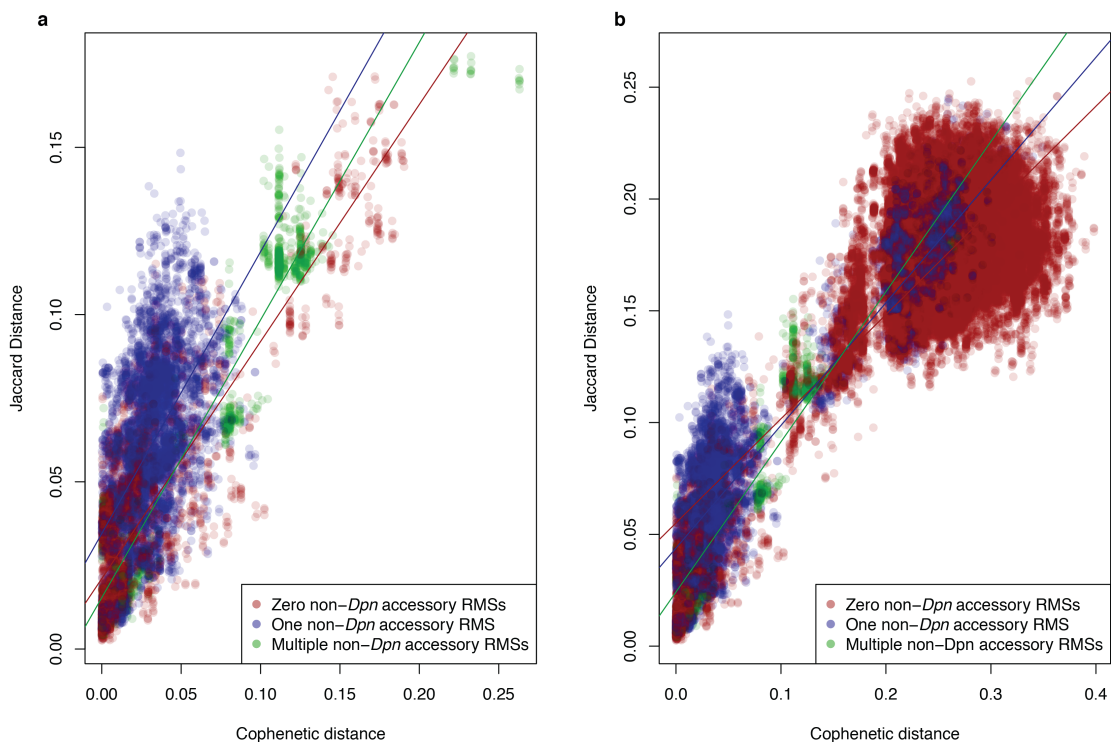 a
0.00
0.05
0.10
0.15
Jaccard Distance
0.00
0.05
0.10
0.15
0.20
0.25
Cophenetic distance
Zero non−Dpn accessory RMSs
One non−Dpn accessory RMS
Multiple non−Dpn accessory RMSs
b
0.00
0.05
0.10
0.15
0.20
0.25
Jaccard Distance
0.0
0.1
0.2
0.3
0.4
Cophenetic distance
Zero non−Dpn accessory RMSs
One non−Dpn accessory RMS
Multiple non−Dpn accessory RMSs